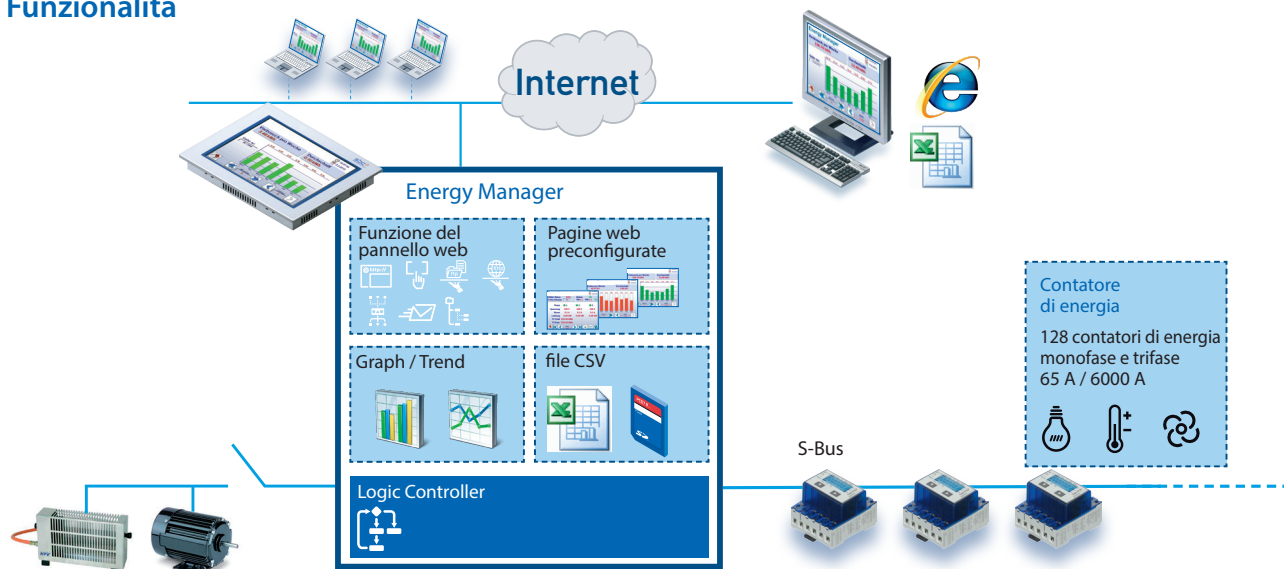 Funzionalità
Internet
Energy Manager
Funzione del
pannello web
Pagine web
preconfigurate
Graph / Trend
file CSV
Logic Controller
S-Bus
Contatore
di energia
128 contatori di energia
monofase e trifase
65 A / 6000 A